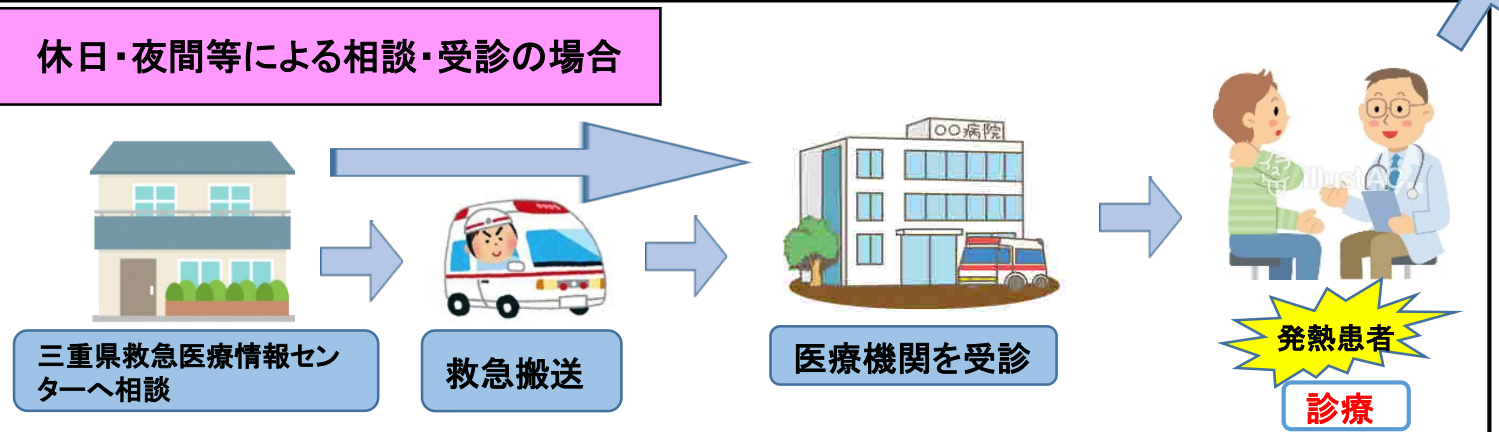 休日・夜間等による相談・受診の場合
〇〇病院
illustAC
三重県救急医療情報セン
ターへ相談
救急搬送
医療機関を受診
発熱患者
診療